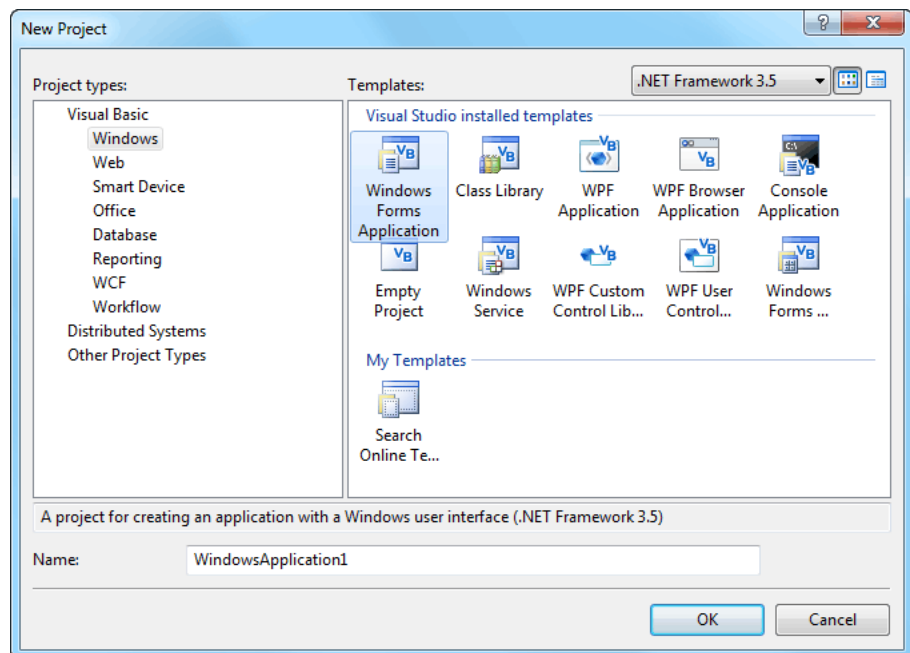 New Project
Project types:
Templates:
.NET Framework 3.5
Visual Basic
Windows
Web
Smart Device
Office
Database
Reporting
WCF
Workflow
Distributed Systems
Other Project Types
Visual Studio installed templates
Windows
Forms
Application
Class Library
WPF
Application
WPF Browser
Application
Console
Application
Empty
Project
Windows
Service
WPF Custom
Control Lib...
WPF User
Control...
Windows
Forms ...
My Templates
Search
Online Te...
A project for creating an application with a Windows user interface (.NET Framework 3.5)
Name:
WindowsApplication1
OK
Cancel